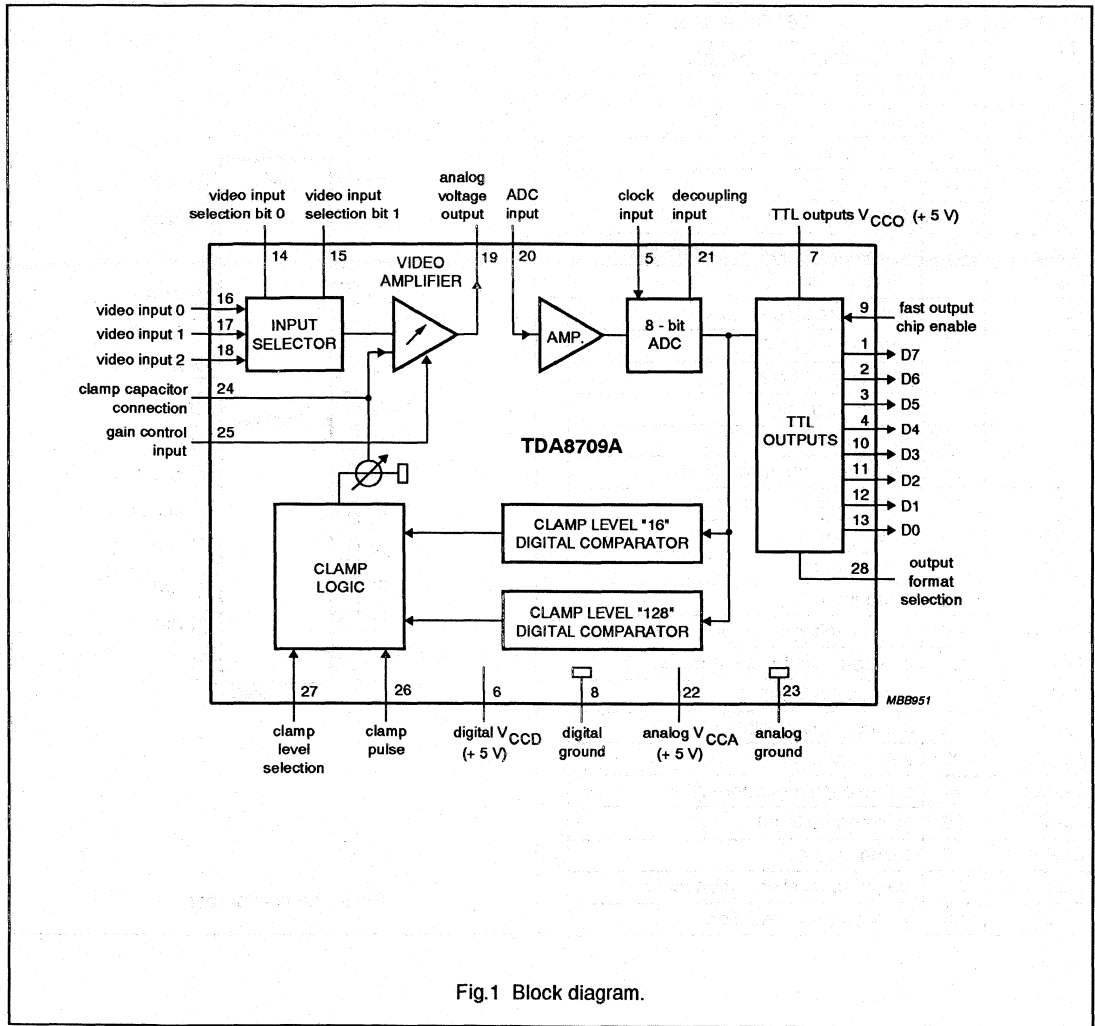 analog
voltage
output
ADC
input
video input
selection bit 0
video input
selection bit 1
clock
input
decoupling
input
TTL outputs V CCO (+ 5 V)
14
15
VIDEO
AMPLIFIER
19
20
5
21
7
video input 0
16
video input 1
17
video input 2
18
INPUT
SELECTOR
AMP.
8 - bit
ADC
9
fast output
chip enable
1
D7
2
D6
3
D5
4
D4
10
D3
11
D2
12
D1
13
D0
TTL
OUTPUTS
clamp capacitor
connection
24
gain control
input
25
TDA8709A
CLAMP
LOGIC
CLAMP LEVEL "16"
DIGITAL COMPARATOR
CLAMP LEVEL "128"
DIGITAL COMPARATOR
28
output
format
selection
27
26
6
8
22
23
MBB951
clamp
level
selection
clamp
pulse
digital V CCD
(+ 5 V)
digital
ground
analog V CCA
(+ 5 V)
analog
ground
Fig.1 Block diagram.